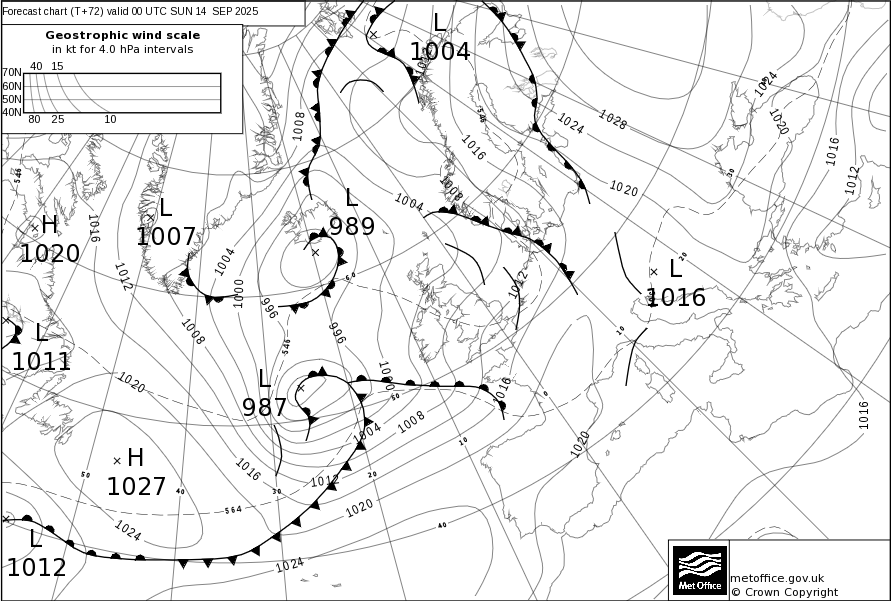 Forecast chart (T+72) valid 00 UTC SUN 14 SEP 2025
Geostrophic wind scale
in kt for 4.0 hPa intervals
40 15
70N
60N
50N
40N
80 25 10
L
1004
1008
1024
1028
1024
1020
1016
1012
1016
1008
1020
1004
546
546
L
989
H
1020
L
1007
1016
1012
1004
1000
996
1012
L
1016
60
20
30
10
L
1011
1008
546
996
1000
1020
L
987
50
1016
0
1004
1008
1016
1020
10
H
1027
50
40
30
20
1016
1012
564
1020
40
1024
1024
L
1012
Met Office
metoffice.gov.uk
© Crown Copyright